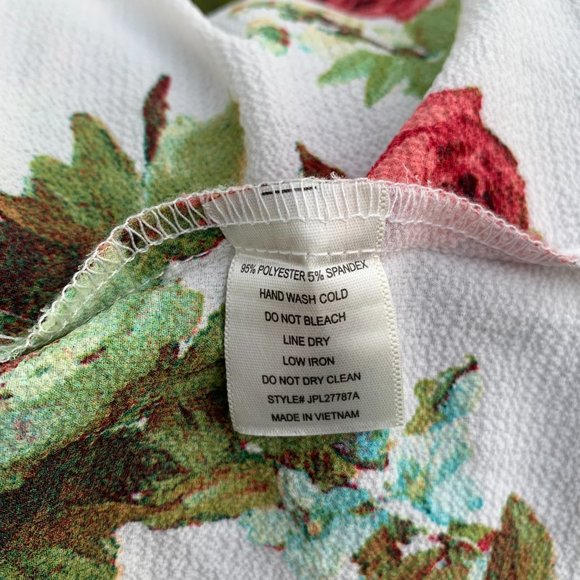 95% POLYESTER 5% SPANDEX
HAND WASH COLD
DO NOT BLEACH
LINE DRY
LOW IRON
DO NOT DRY CLEAN
STYLE# JPL27787A
MADE IN VIETNAM